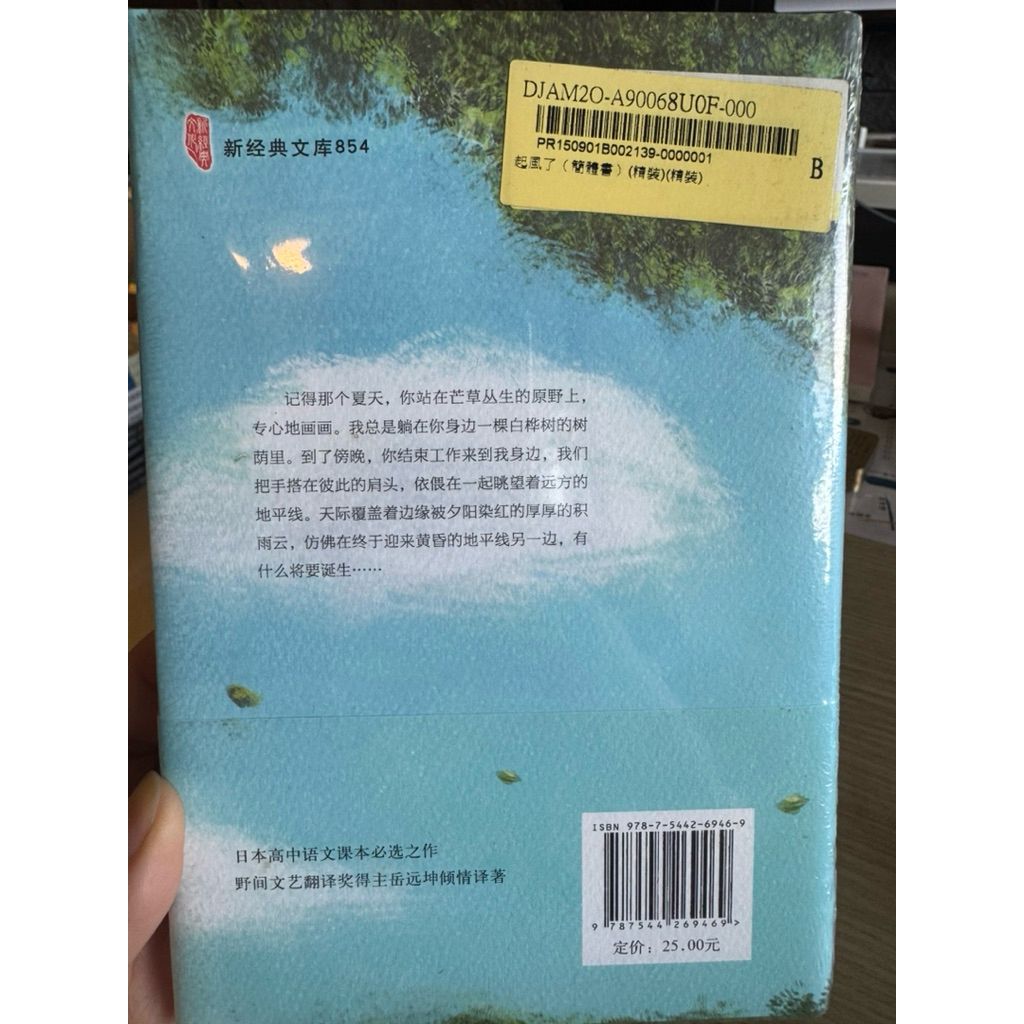 新经典文库854
DJAM2O-A90068U0F-000
PR150901B002139-0000001
起風了（簡體書）(精裝)(精裝)
B
记得那个夏天，你站在芒草丛生的原野上，
专心地画画。我总是躺在你身边一棵白桦树的树
荫里。到了傍晚，你结束工作来到我身边，我们
把手搭在彼此的肩头，依偎在一起眺望着远方的
地平线。天际覆盖着边缘被夕阳染红的厚厚的积
雨云，仿佛在终于迎来黄昏的地平线另一边，有
什么将要诞生……
日本高中语文课本必选之作
野间文艺翻译奖得主岳远坤倾情译著
ISBN 978-7-5442-6946-9
9 787544 269469 >
定价：25.00元